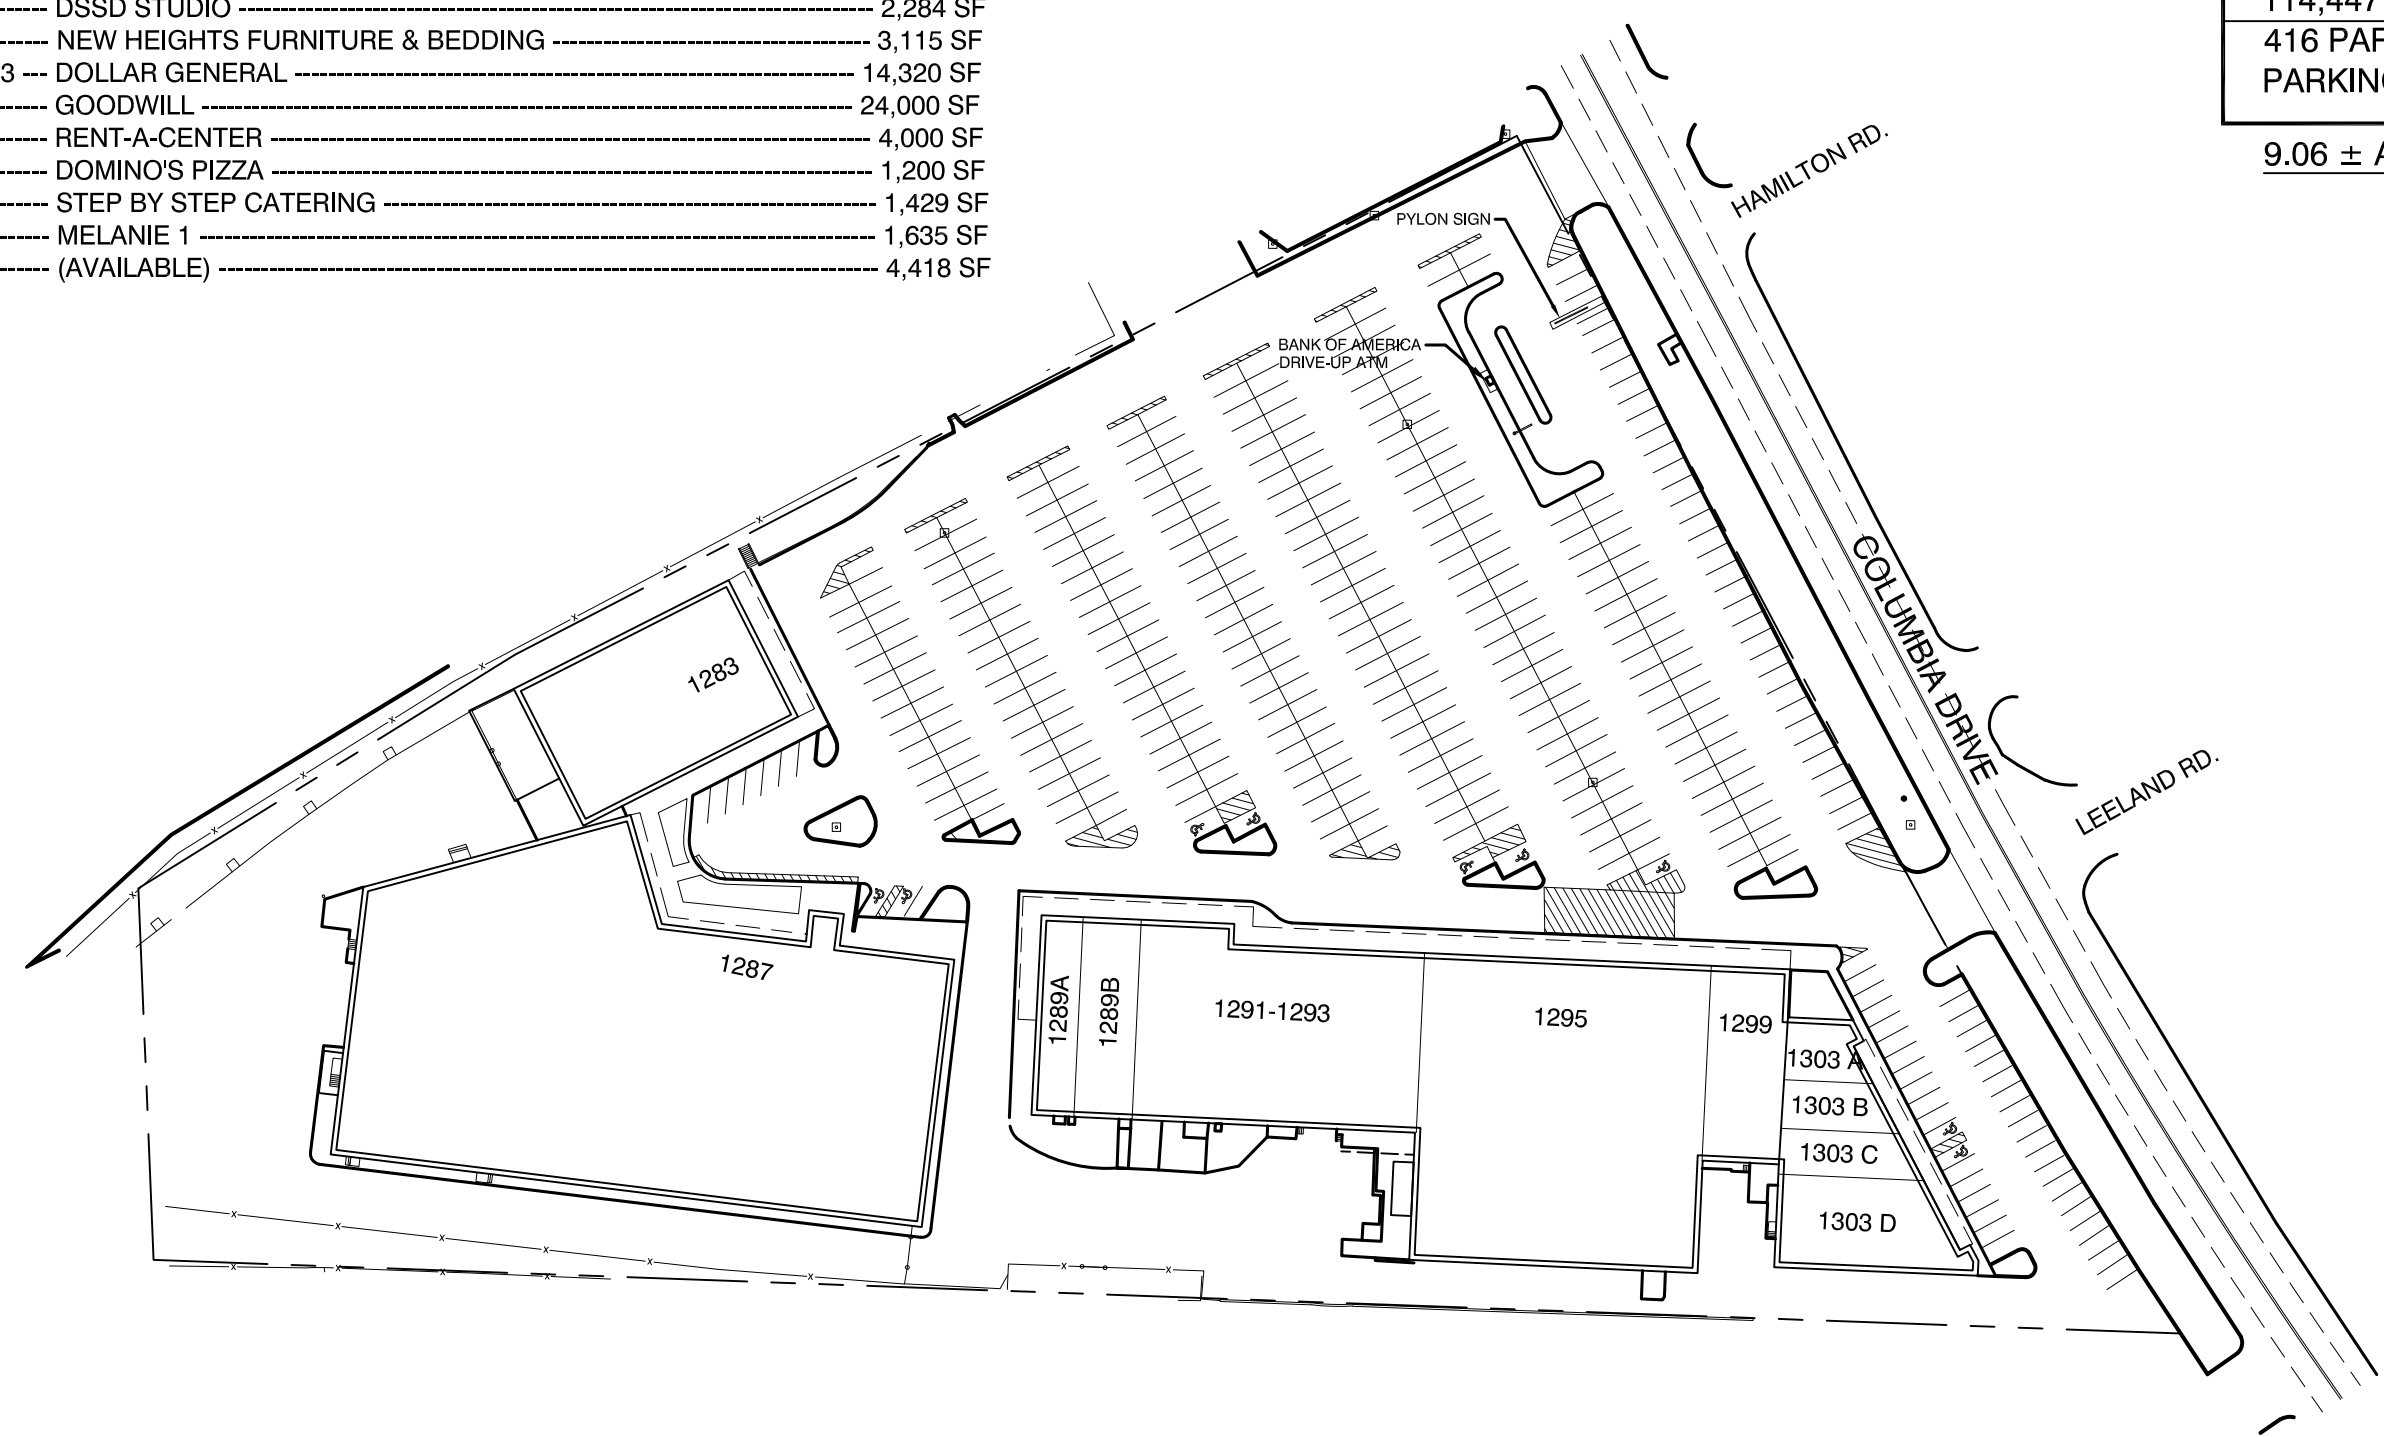 --- DSSD STUDIO --- 2,284 SF
--- NEW HEIGHTS FURNITURE & BEDDING --- 3,115 SF
3 --- DOLLAR GENERAL --- 14,320 SF
--- GOODWILL --- 24,000 SF
--- RENT-A-CENTER --- 4,000 SF
--- DOMINO'S PIZZA --- 1,200 SF
--- STEP BY STEP CATERING --- 1,429 SF
--- MELANIE 1 --- 1,635 SF
--- (AVAILABLE) --- 4,418 SF
114,447
416 PAR
PARKIN
9.06 ± A
HAMILTON RD.
PYLON SIGN
BANK OF AMERICA
DRIVE-UP ATM
COLUMBIA DRIVE
LEELAND RD.
1283
1287
1289A
1289B
1291-1293
1295
1299
1303 A
1303 B
1303 C
1303 D